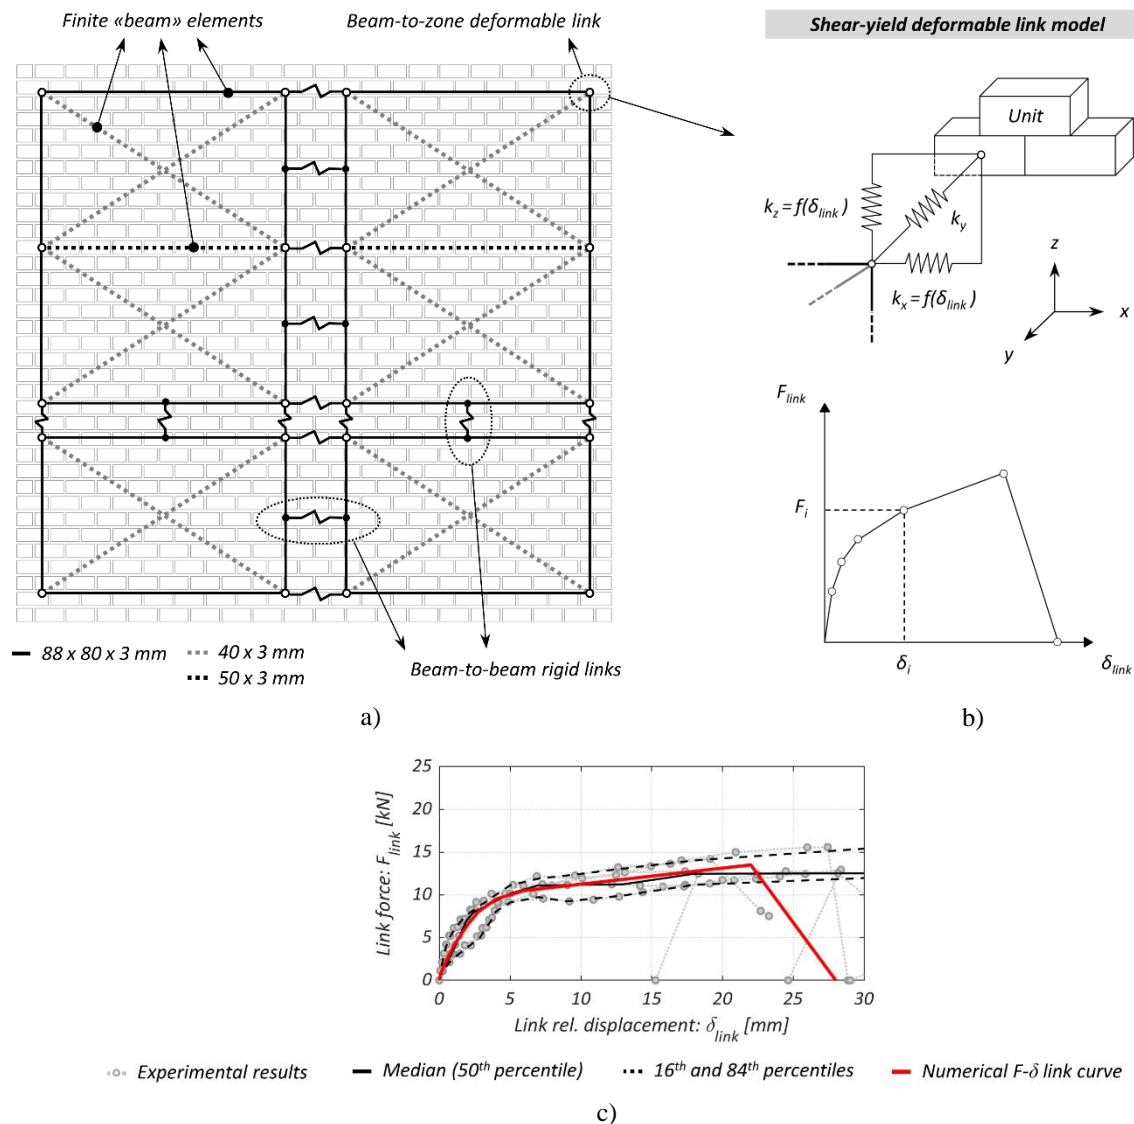 Finite «beam» elements
Beam-to-zone deformable link
Shear-yield deformable link model
Unit
k_z = f(δ_link)
k_y
k_x = f(δ_link)
z
x
y
F_link
F_i
δ_i
δ_link
88 x 80 x 3 mm
40 x 3 mm
50 x 3 mm
Beam-to-beam rigid links
a)
b)
25
20
15
10
5
0
Link force: F_link [kN]
0 5 10 15 20 25 30
Link rel. displacement: δ_link [mm]
Experimental results
Median (50th percentile)
16th and 84th percentiles
Numerical F-δ link curve
c)